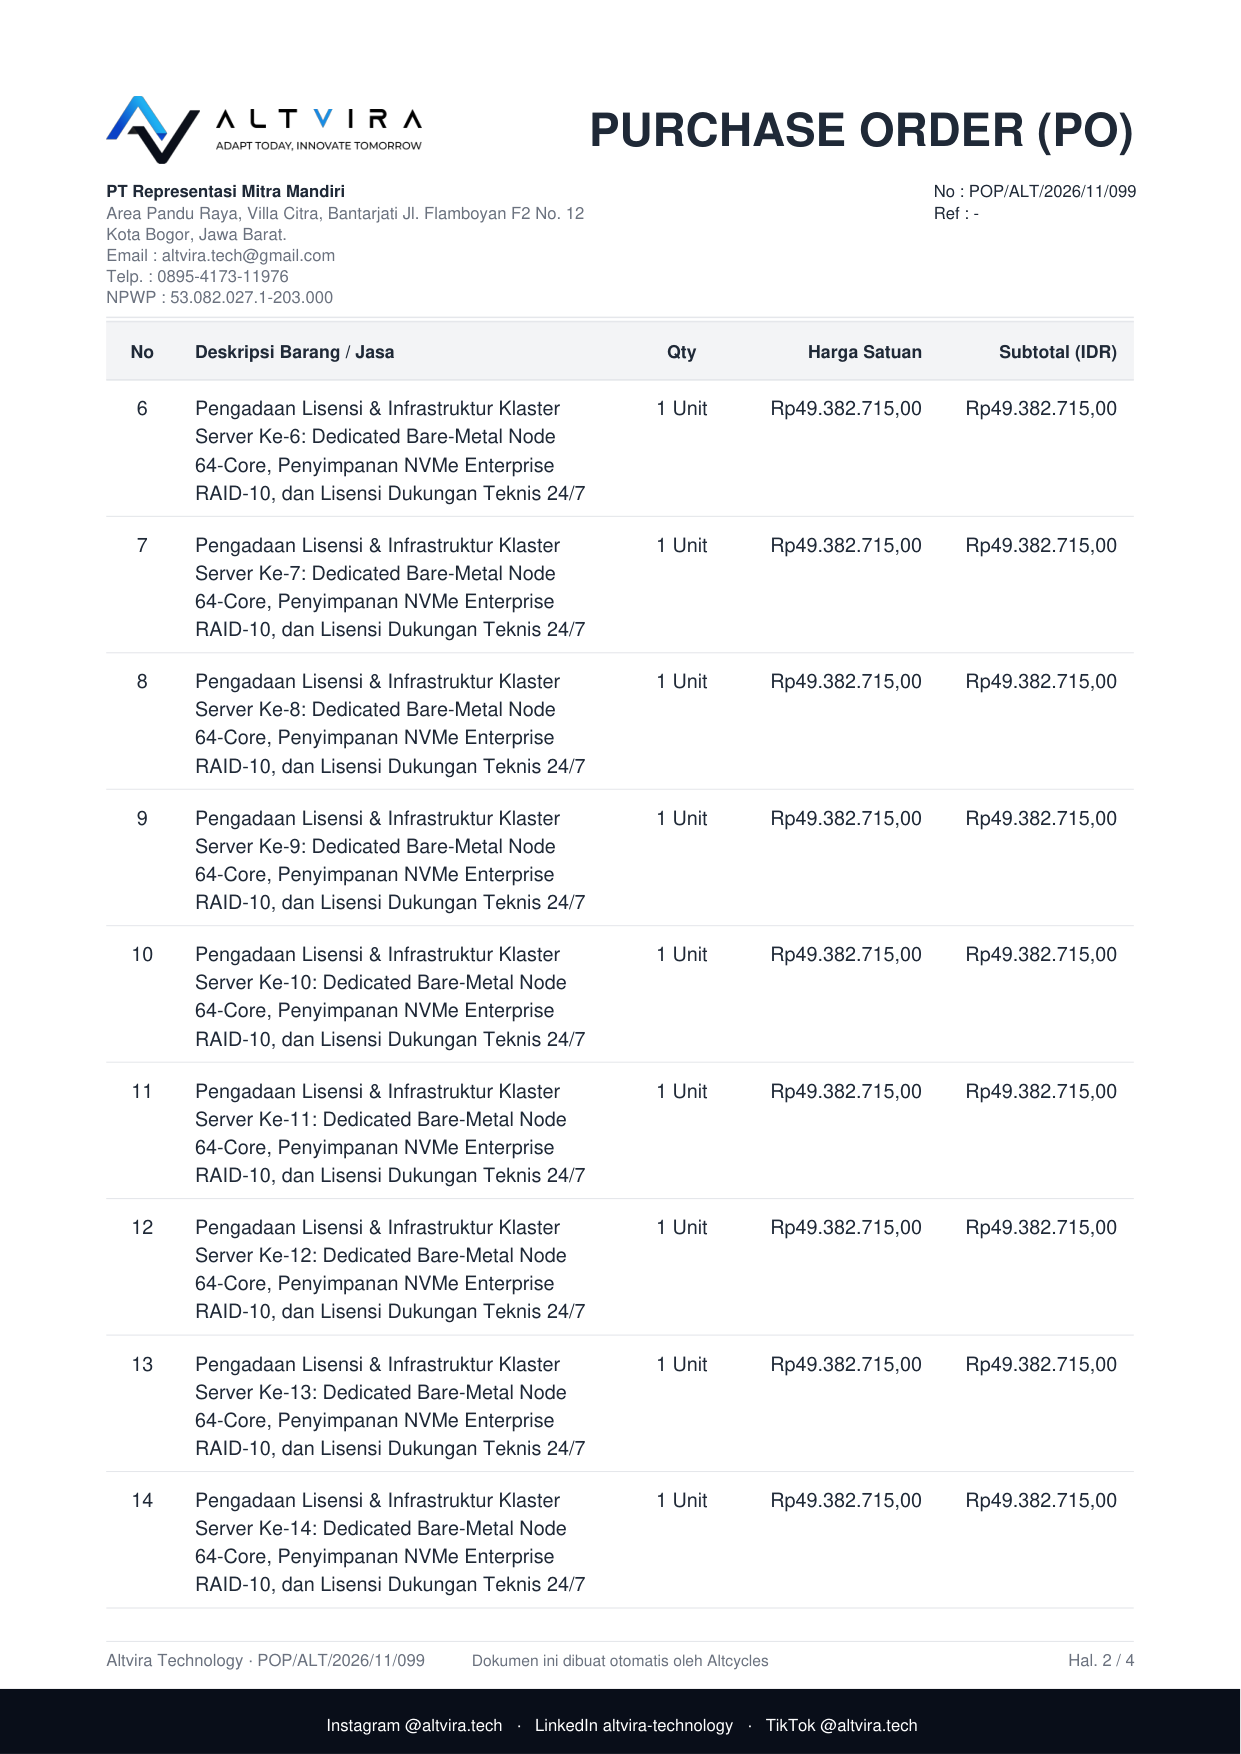 ALTVIRA
ADAPT TODAY, INNOVATE TOMORROW
PURCHASE ORDER (PO)
PT Representasi Mitra Mandiri
Area Pandu Raya, Villa Citra, Bantarjati Jl. Flamboyan F2 No. 12
Kota Bogor, Jawa Barat.
Email : altvira.tech@gmail.com
Telp. : 0895-4173-11976
NPWP : 53.082.027.1-203.000
No : POP/ALT/2026/11/099
Ref : -
No Deskripsi Barang / Jasa Qty Harga Satuan Subtotal (IDR)
6 Pengadaan Lisensi & Infrastruktur Klaster 1 Unit Rp49.382.715,00 Rp49.382.715,00
Server Ke-6: Dedicated Bare-Metal Node
64-Core, Penyimpanan NVMe Enterprise
RAID-10, dan Lisensi Dukungan Teknis 24/7
7 Pengadaan Lisensi & Infrastruktur Klaster 1 Unit Rp49.382.715,00 Rp49.382.715,00
Server Ke-7: Dedicated Bare-Metal Node
64-Core, Penyimpanan NVMe Enterprise
RAID-10, dan Lisensi Dukungan Teknis 24/7
8 Pengadaan Lisensi & Infrastruktur Klaster 1 Unit Rp49.382.715,00 Rp49.382.715,00
Server Ke-8: Dedicated Bare-Metal Node
64-Core, Penyimpanan NVMe Enterprise
RAID-10, dan Lisensi Dukungan Teknis 24/7
9 Pengadaan Lisensi & Infrastruktur Klaster 1 Unit Rp49.382.715,00 Rp49.382.715,00
Server Ke-9: Dedicated Bare-Metal Node
64-Core, Penyimpanan NVMe Enterprise
RAID-10, dan Lisensi Dukungan Teknis 24/7
10 Pengadaan Lisensi & Infrastruktur Klaster 1 Unit Rp49.382.715,00 Rp49.382.715,00
Server Ke-10: Dedicated Bare-Metal Node
64-Core, Penyimpanan NVMe Enterprise
RAID-10, dan Lisensi Dukungan Teknis 24/7
11 Pengadaan Lisensi & Infrastruktur Klaster 1 Unit Rp49.382.715,00 Rp49.382.715,00
Server Ke-11: Dedicated Bare-Metal Node
64-Core, Penyimpanan NVMe Enterprise
RAID-10, dan Lisensi Dukungan Teknis 24/7
12 Pengadaan Lisensi & Infrastruktur Klaster 1 Unit Rp49.382.715,00 Rp49.382.715,00
Server Ke-12: Dedicated Bare-Metal Node
64-Core, Penyimpanan NVMe Enterprise
RAID-10, dan Lisensi Dukungan Teknis 24/7
13 Pengadaan Lisensi & Infrastruktur Klaster 1 Unit Rp49.382.715,00 Rp49.382.715,00
Server Ke-13: Dedicated Bare-Metal Node
64-Core, Penyimpanan NVMe Enterprise
RAID-10, dan Lisensi Dukungan Teknis 24/7
14 Pengadaan Lisensi & Infrastruktur Klaster 1 Unit Rp49.382.715,00 Rp49.382.715,00
Server Ke-14: Dedicated Bare-Metal Node
64-Core, Penyimpanan NVMe Enterprise
RAID-10, dan Lisensi Dukungan Teknis 24/7
Altvira Technology · POP/ALT/2026/11/099 Dokumen ini dibuat otomatis oleh Altcycles Hal. 2 / 4
Instagram @altvira.tech · LinkedIn altvira-technology · TikTok @altvira.tech